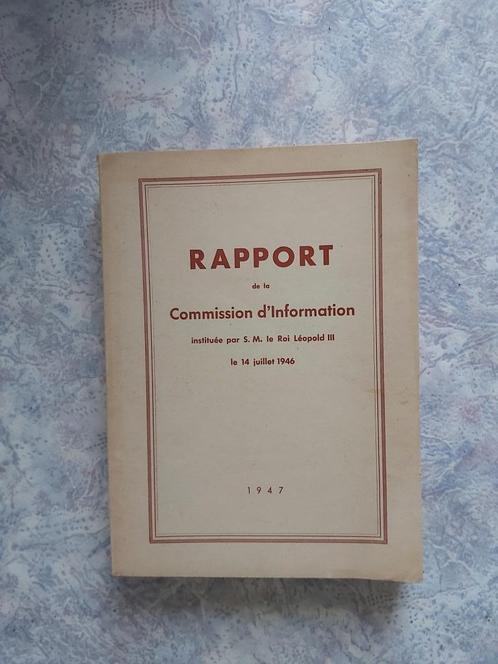 RAPPORT
de la
Commission d'Information
instituée par S. M. le Roi Léopold III
le 14 juillet 1946
1947